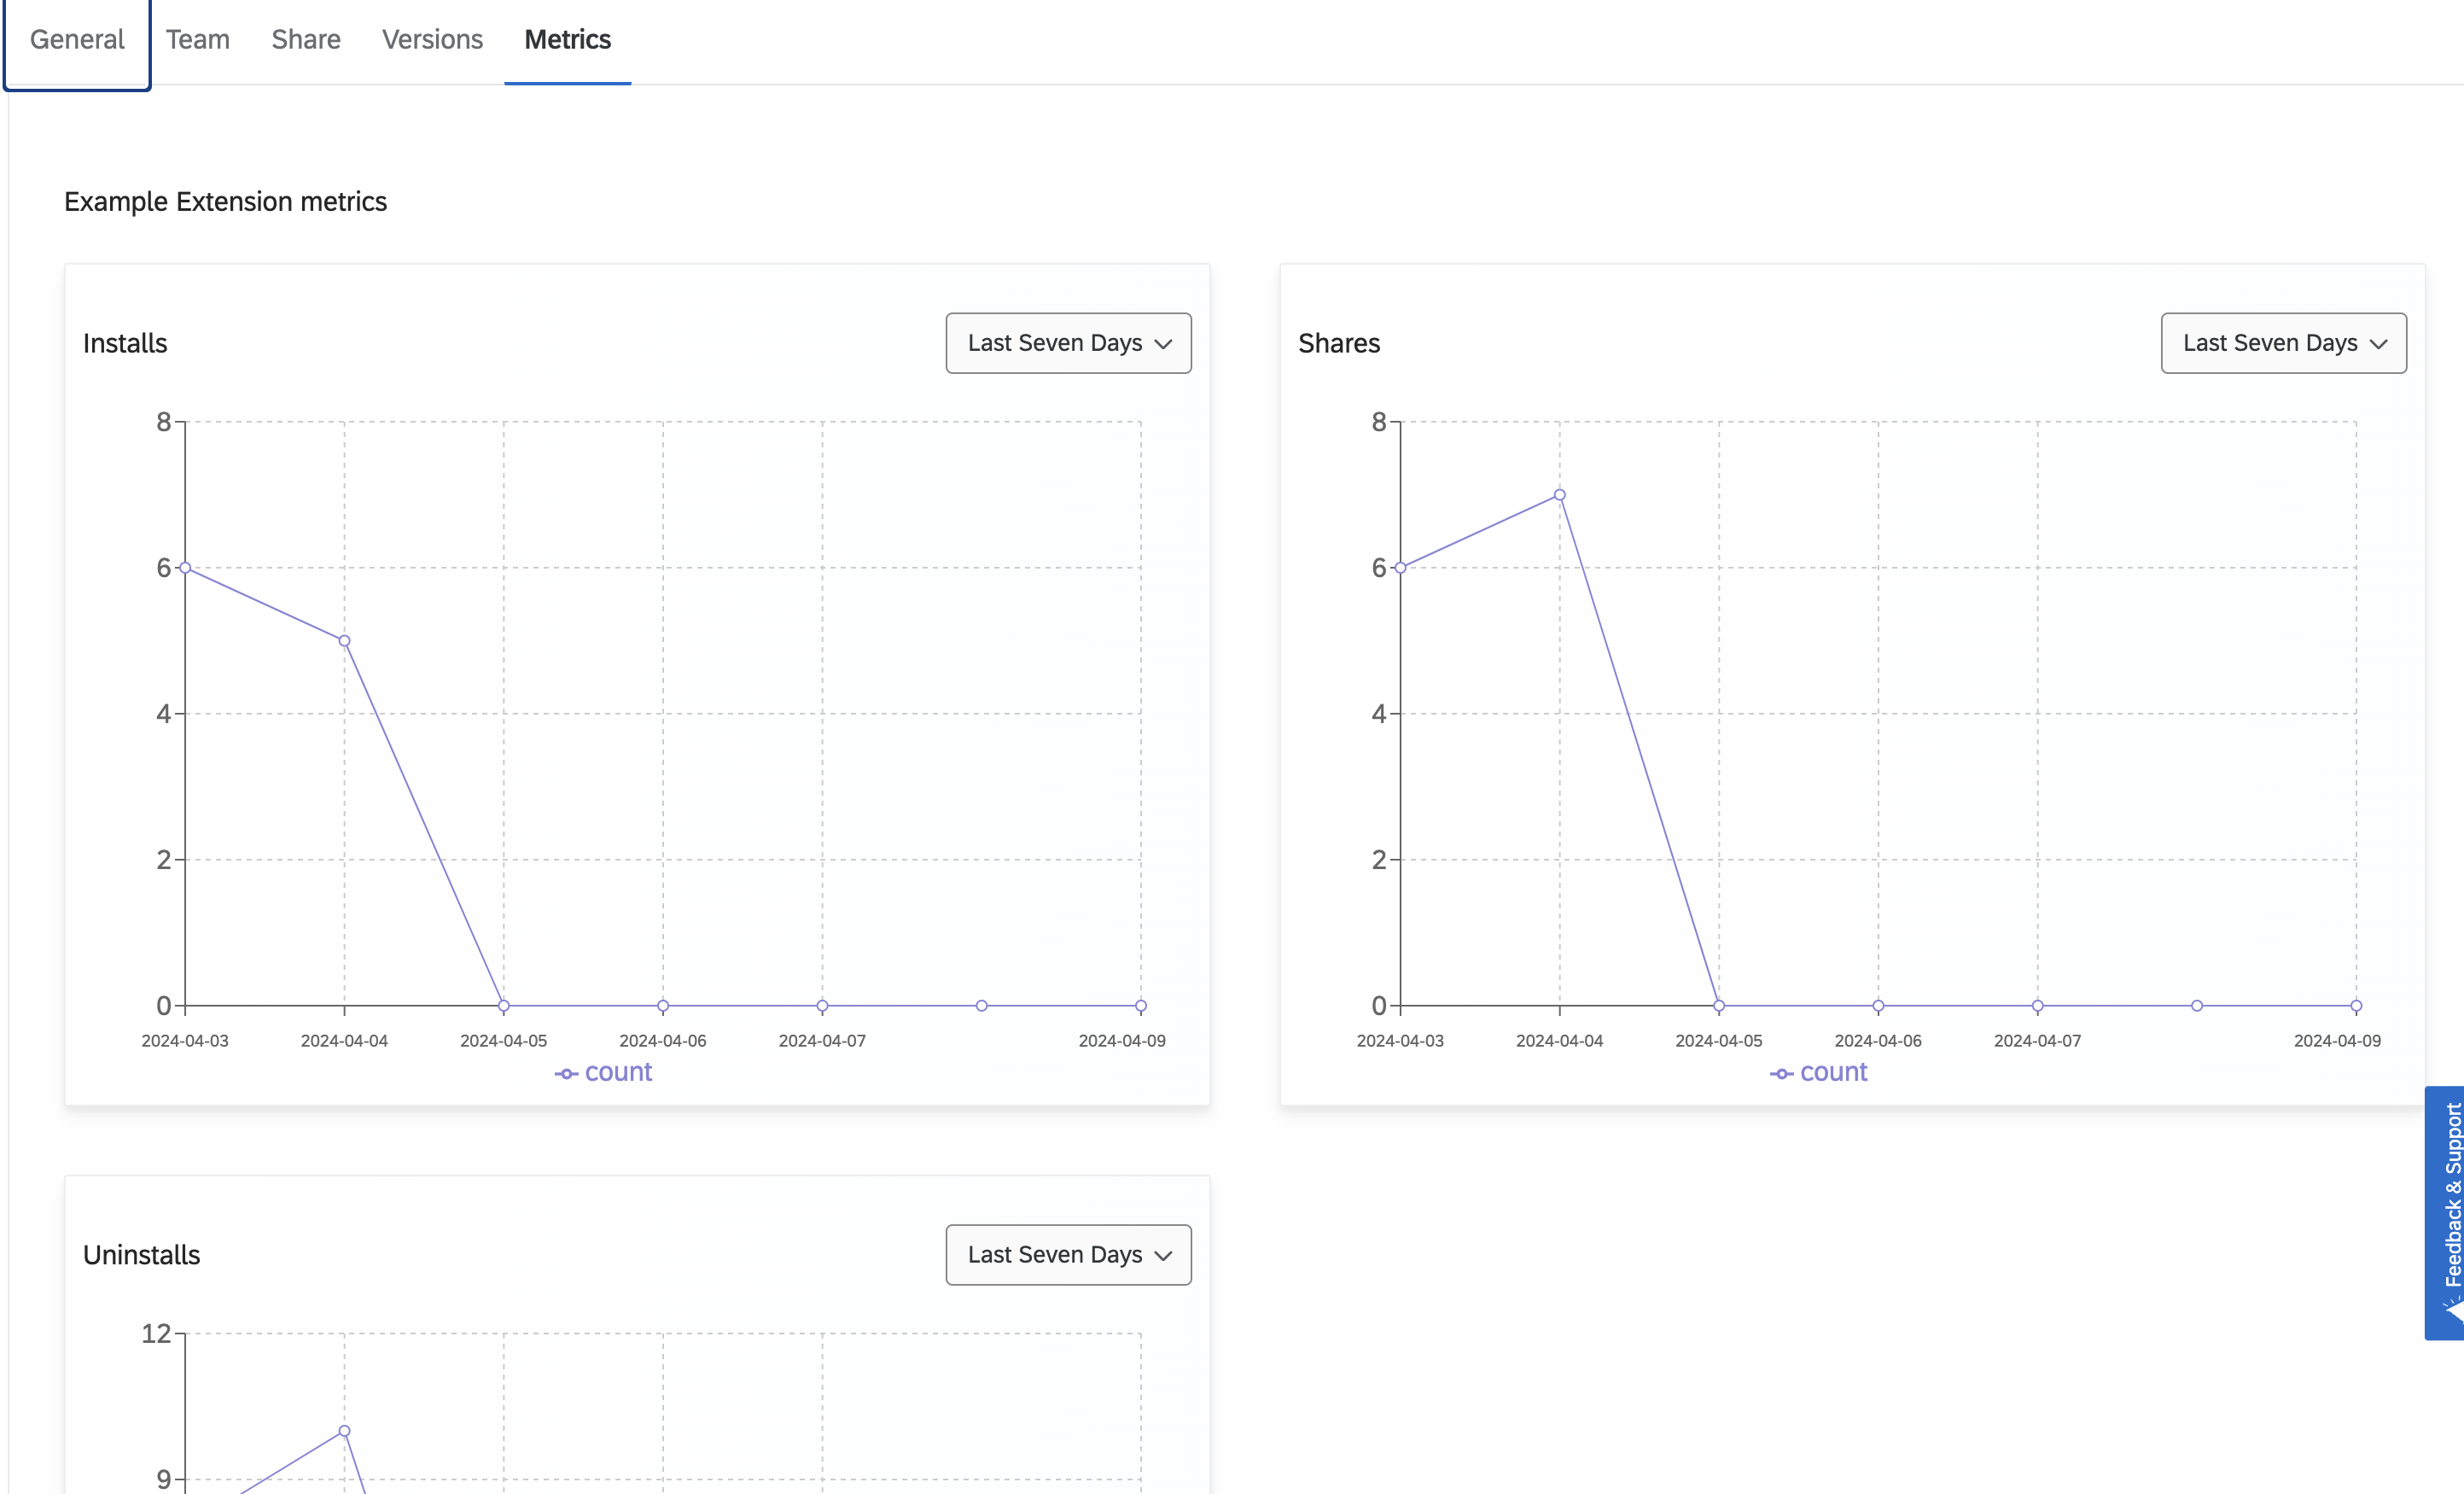 General Team Share Versions Metrics
Example Extension metrics
Installs
Last Seven Days
8
6
4
2
0
2024-04-03 2024-04-04 2024-04-05 2024-04-06 2024-04-07 2024-04-09
count
Shares
Last Seven Days
8
6
4
2
0
2024-04-03 2024-04-04 2024-04-05 2024-04-06 2024-04-07 2024-04-09
count
Uninstalls
Last Seven Days
12
9
Feedback & Support